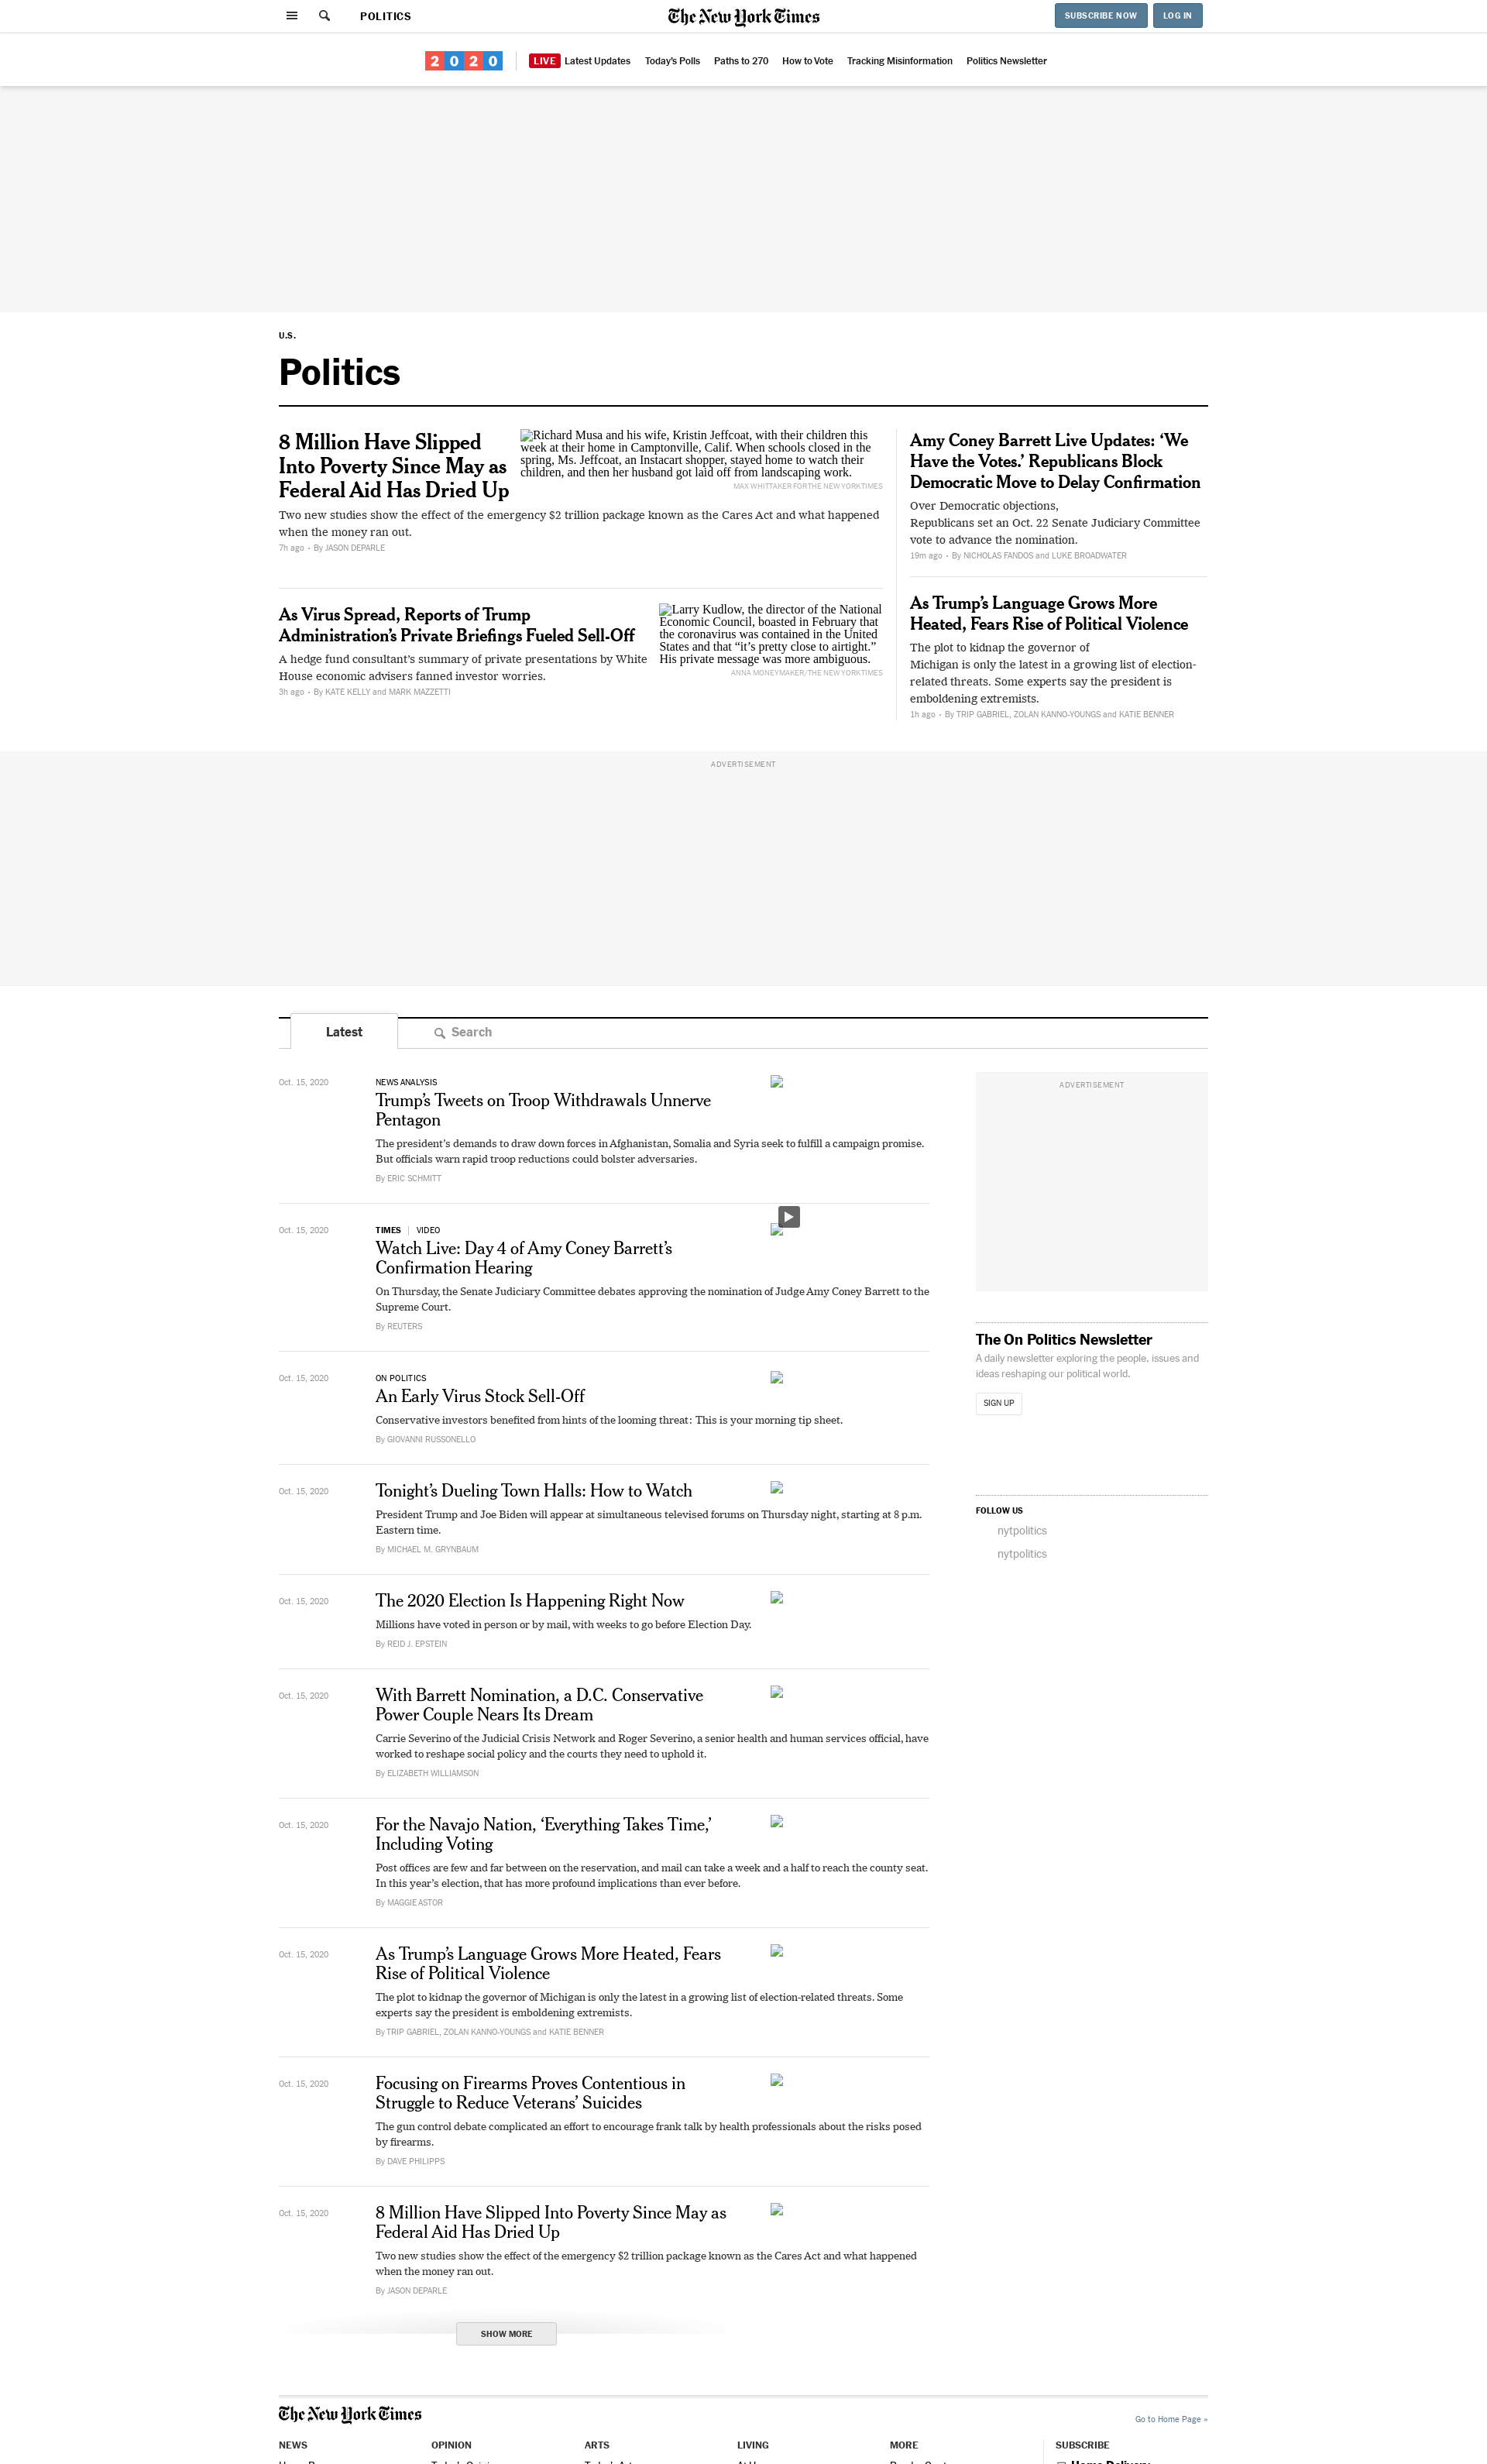 POLITICS
The New York Times
SUBSCRIBE NOW
LOG IN
2020
LIVE Latest Updates
Today's Polls
Paths to 270
How to Vote
Tracking Misinformation
Politics Newsletter
U.S.
Politics
8 Million Have Slipped
Into Poverty Since May as
Federal Aid Has Dried Up
Richard Musa and his wife, Kristin Jeffcoat, with their children this
week at their home in Camptonville, Calif. When schools closed in the
spring, Ms. Jeffcoat, an Instacart shopper, stayed home to watch their
children, and then her husband got laid off from landscaping work.
MAX WHITTAKER FOR THE NEW YORK TIMES
Two new studies show the effect of the emergency $2 trillion package known as the Cares Act and what happened
when the money ran out.
7h ago • By JASON DEPARLE
As Virus Spread, Reports of Trump
Administration’s Private Briefings Fueled Sell-Off
A hedge fund consultant’s summary of private presentations by White
House economic advisers fanned investor worries.
3h ago • By KATE KELLY and MARK MAZZETTI
Larry Kudlow, the director of the National
Economic Council, boasted in February that
the coronavirus was contained in the United
States and that “it’s pretty close to airtight.”
His private message was more ambiguous.
ANNA MONEYMAKER/THE NEW YORK TIMES
Amy Coney Barrett Live Updates: ‘We
Have the Votes.’ Republicans Block
Democratic Move to Delay Confirmation
Over Democratic objections,
Republicans set an Oct. 22 Senate Judiciary Committee
vote to advance the nomination.
19m ago • By NICHOLAS FANDOS and LUKE BROADWATER
As Trump’s Language Grows More
Heated, Fears Rise of Political Violence
The plot to kidnap the governor of
Michigan is only the latest in a growing list of election-
related threats. Some experts say the president is
emboldening extremists.
1h ago • By TRIP GABRIEL, ZOLAN KANNO-YOUNGS and KATIE BENNER
ADVERTISEMENT
Latest
Search
Oct. 15, 2020
NEWS ANALYSIS
Trump’s Tweets on Troop Withdrawals Unnerve
Pentagon
The president’s demands to draw down forces in Afghanistan, Somalia and Syria seek to fulfill a campaign promise.
But officials warn rapid troop reductions could bolster adversaries.
By ERIC SCHMITT
Oct. 15, 2020
TIMES | VIDEO
Watch Live: Day 4 of Amy Coney Barrett’s
Confirmation Hearing
On Thursday, the Senate Judiciary Committee debates approving the nomination of Judge Amy Coney Barrett to the
Supreme Court.
By REUTERS
Oct. 15, 2020
ON POLITICS
An Early Virus Stock Sell-Off
Conservative investors benefited from hints of the looming threat: This is your morning tip sheet.
By GIOVANNI RUSSONELLO
Oct. 15, 2020
Tonight’s Dueling Town Halls: How to Watch
President Trump and Joe Biden will appear at simultaneous televised forums on Thursday night, starting at 8 p.m.
Eastern time.
By MICHAEL M. GRYNBAUM
Oct. 15, 2020
The 2020 Election Is Happening Right Now
Millions have voted in person or by mail, with weeks to go before Election Day.
By REID J. EPSTEIN
Oct. 15, 2020
With Barrett Nomination, a D.C. Conservative
Power Couple Nears Its Dream
Carrie Severino of the Judicial Crisis Network and Roger Severino, a senior health and human services official, have
worked to reshape social policy and the courts they need to uphold it.
By ELIZABETH WILLIAMSON
Oct. 15, 2020
For the Navajo Nation, ‘Everything Takes Time,’
Including Voting
Post offices are few and far between on the reservation, and mail can take a week and a half to reach the county seat.
In this year’s election, that has more profound implications than ever before.
By MAGGIE ASTOR
Oct. 15, 2020
As Trump’s Language Grows More Heated, Fears
Rise of Political Violence
The plot to kidnap the governor of Michigan is only the latest in a growing list of election-related threats. Some
experts say the president is emboldening extremists.
By TRIP GABRIEL, ZOLAN KANNO-YOUNGS and KATIE BENNER
Oct. 15, 2020
Focusing on Firearms Proves Contentious in
Struggle to Reduce Veterans’ Suicides
The gun control debate complicated an effort to encourage frank talk by health professionals about the risks posed
by firearms.
By DAVE PHILIPPS
Oct. 15, 2020
8 Million Have Slipped Into Poverty Since May as
Federal Aid Has Dried Up
Two new studies show the effect of the emergency $2 trillion package known as the Cares Act and what happened
when the money ran out.
By JASON DEPARLE
SHOW MORE
ADVERTISEMENT
The On Politics Newsletter
A daily newsletter exploring the people, issues and
ideas reshaping our political world.
SIGN UP
FOLLOW US
nytpolitics
nytpolitics
The New York Times
Go to Home Page »
NEWS
OPINION
ARTS
LIVING
MORE
SUBSCRIBE